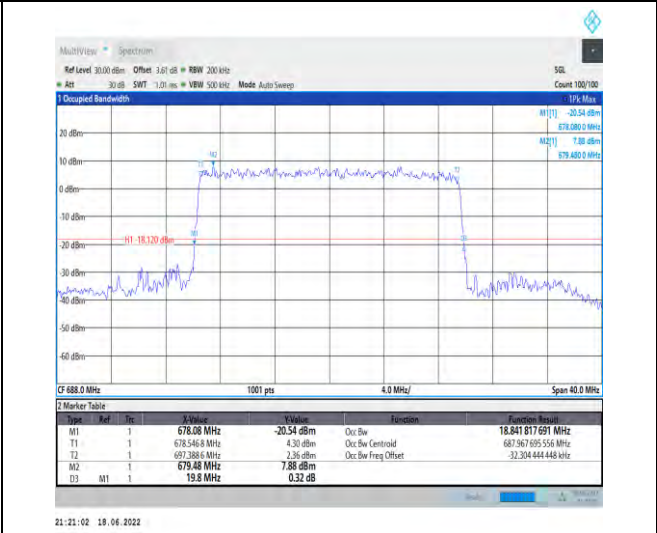 MultiView Spectrum
Ref Level 30.00 dBm Offset 3.61 dB RBW 200 kHz SGL
Att 30 dB SWT 1.01 ms VBW 500 kHz Mode Auto Sweep Count 100/100
1 Occupied Bandwidth 1Pk Max
M1[1] -20.54 dBm
678.080 0 MHz
M2[1] 7.88 dBm
679.480 0 MHz
20 dBm
10 dBm
0 dBm
-10 dBm
-20 dBm
-30 dBm
-40 dBm
-50 dBm
-60 dBm
M2
T1
T2
H1 -18.120 dBm
M1
D3
CF 688.0 MHz 1001 pts 4.0 MHz/ Span 40.0 MHz
2 Marker Table
Type Ref Trc X-Value Y-Value Function Function Result
M1 1 678.08 MHz -20.54 dBm Occ Bw 18.841 817 691 MHz
T1 1 678.546 8 MHz 4.30 dBm Occ Bw Centroid 687.967 695 556 MHz
T2 1 697.388 6 MHz 2.36 dBm Occ Bw Freq Offset -32.304 444 448 kHz
M2 1 679.48 MHz 7.88 dBm
D3 M1 1 19.8 MHz 0.32 dB
21:21:02 18.06.2022